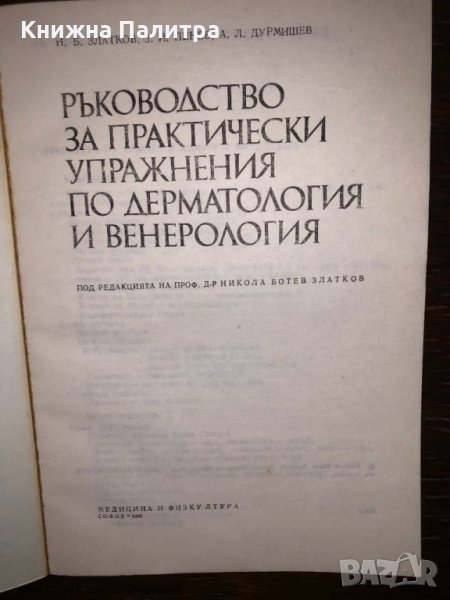 Книжна Палитра
Н. Б. ЗЛАТКОВ, Л. ДУРМИШЕВ
РЪКОВОДСТВО
ЗА ПРАКТИЧЕСКИ
УПРАЖНЕНИЯ
ПО ДЕРМАТОЛОГИЯ
И ВЕНЕРОЛОГИЯ
ПОД РЕДАКЦИЯТА НА ПРОФ. Д-Р НИКОЛА БОТЕВ ЗЛАТКОВ
МЕДИЦИНА И ФИЗКУЛТУРА
СОФИЯ
BAZAR